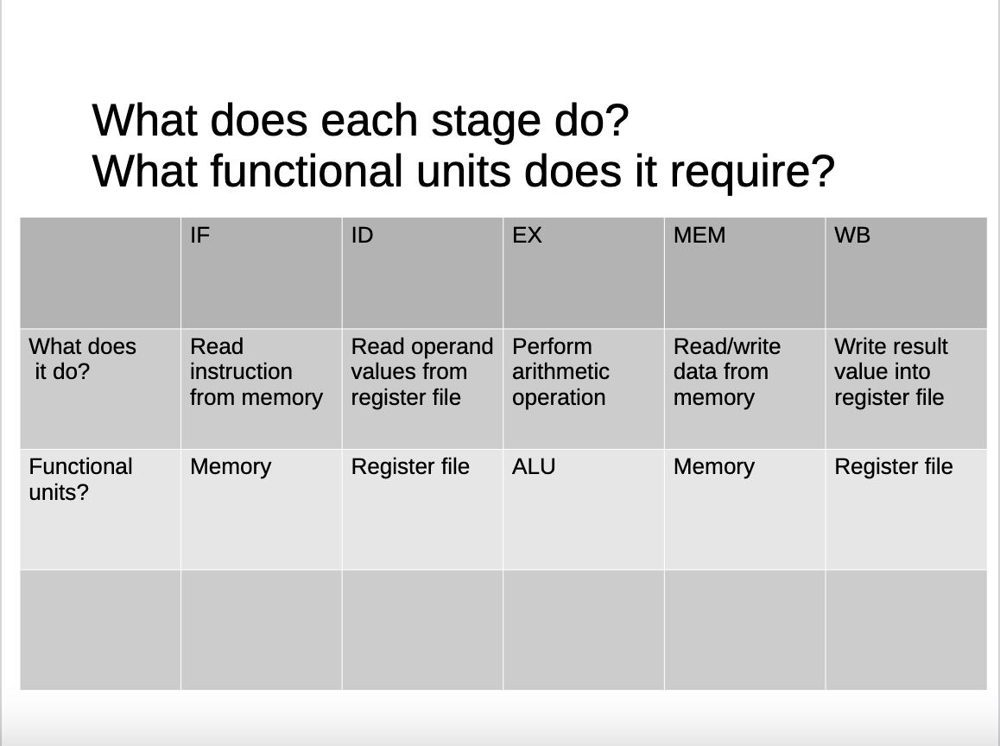 What does each stage do?
What functional units does it require?
IF
ID
EX
MEM
WB
What does
it do?
Read
instruction
from memory
Read operand
values from
register file
Perform
arithmetic
operation
Read/write
data from
memory
Write result
value into
register file
Functional
units?
Memory
Register file
ALU
Memory
Register file